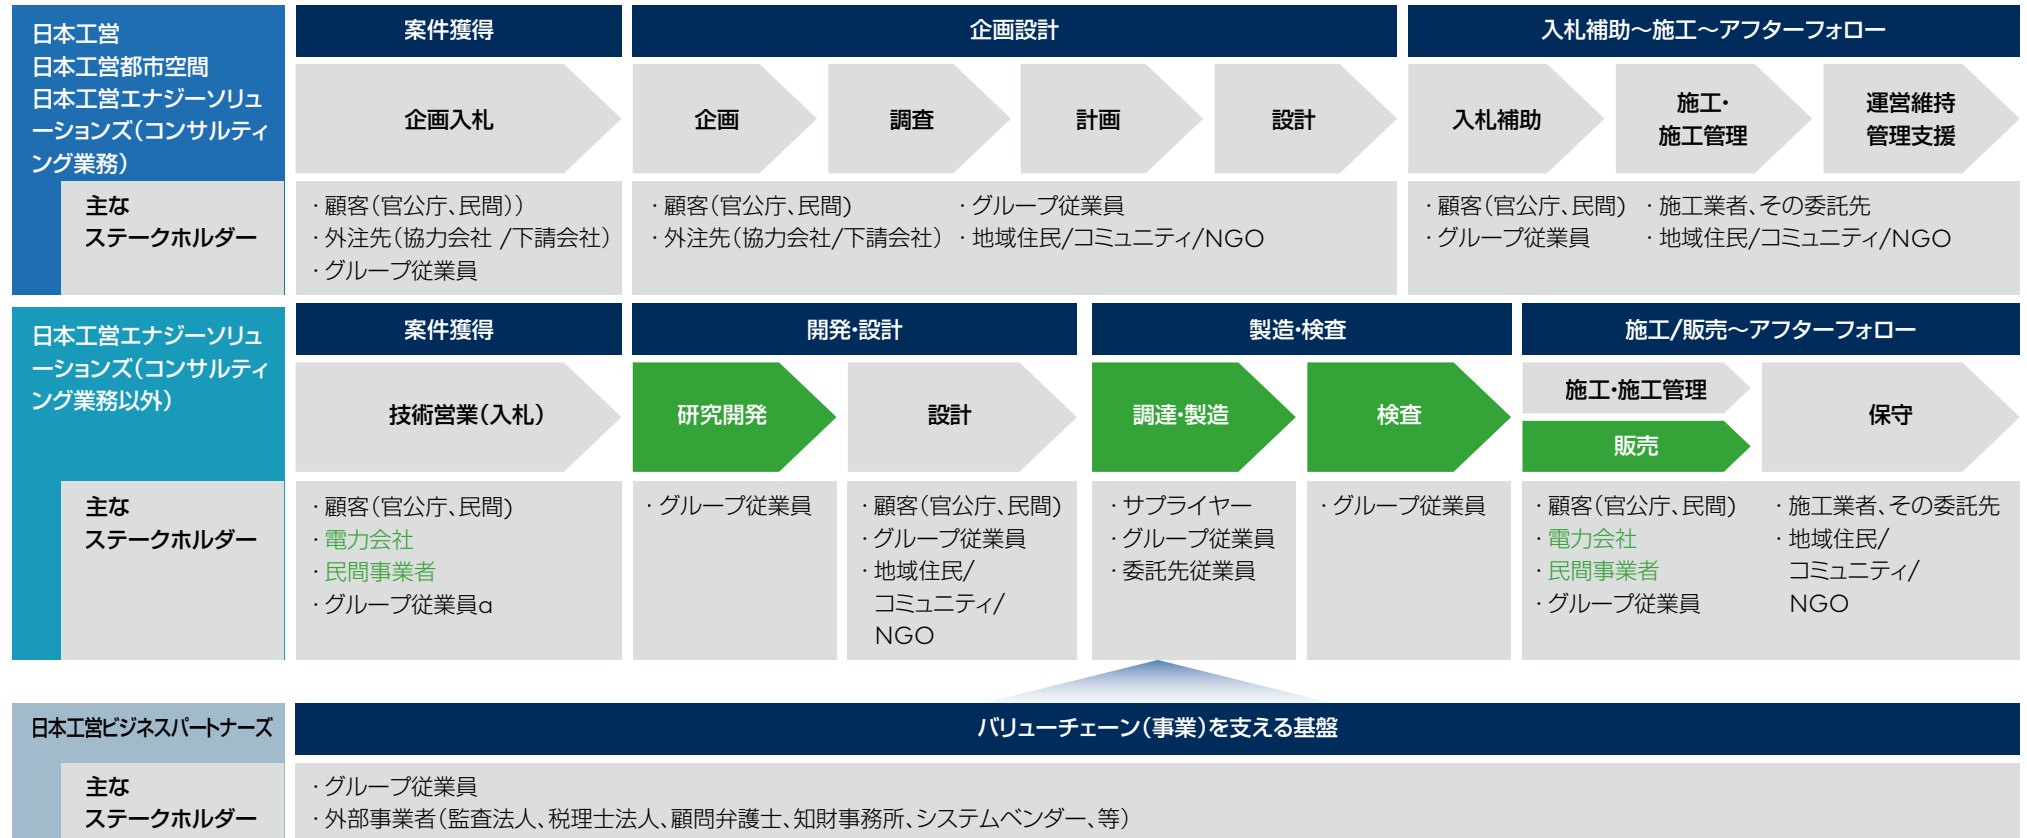 日本工営
日本工営都市空間
日本工営エナジーソリュ
ーションズ(コンサルティ
ング業務)
案件獲得
企画設計
入札補助～施工～アフターフォロー
企画入札
企画
調査
計画
設計
入札補助
施工・
施工管理
運営維持
管理支援
主な
ステークホルダー
・顧客(官公庁、民間))
・外注先(協力会社 /下請会社)
・グループ従業員
・顧客(官公庁、民間)
・外注先(協力会社/下請会社)
・グループ従業員
・地域住民/コミュニティ/NGO
・顧客(官公庁、民間)
・グループ従業員
・施工業者、その委託先
・地域住民/コミュニティ/NGO
日本工営エナジーソリュ
ーションズ(コンサルティ
ング業務以外)
案件獲得
開発・設計
製造・検査
施工/販売～アフターフォロー
技術営業(入札)
研究開発
設計
調達・製造
検査
施工・施工管理
販売
保守
主な
ステークホルダー
・顧客(官公庁、民間)
・電力会社
・民間事業者
・グループ従業員a
・グループ従業員
・顧客(官公庁、民間)
・グループ従業員
・地域住民/
コミュニティ/
NGO
・サプライヤー
・グループ従業員
・委託先従業員
・グループ従業員
・顧客(官公庁、民間)
・電力会社
・民間事業者
・グループ従業員
・施工業者、その委託先
・地域住民/
コミュニティ/
NGO
日本工営ビジネスパートナーズ
バリューチェーン(事業)を支える基盤
主な
ステークホルダー
・グループ従業員
・外部事業者(監査法人、税理士法人、顧問弁護士、知財事務所、システムベンダー、等)